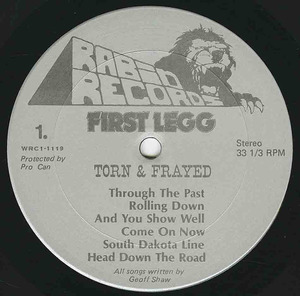 RABID
RECORDS
FIRST LEGG
1.
WRC1-1119
Protected by
Pro Can
Stereo
33 1/3 RPM
TORN & FRAYED
Through The Past
Rolling Down
And You Show Well
Come On Now
South Dakota Line
Head Down The Road
All songs written by
Geoff Shaw